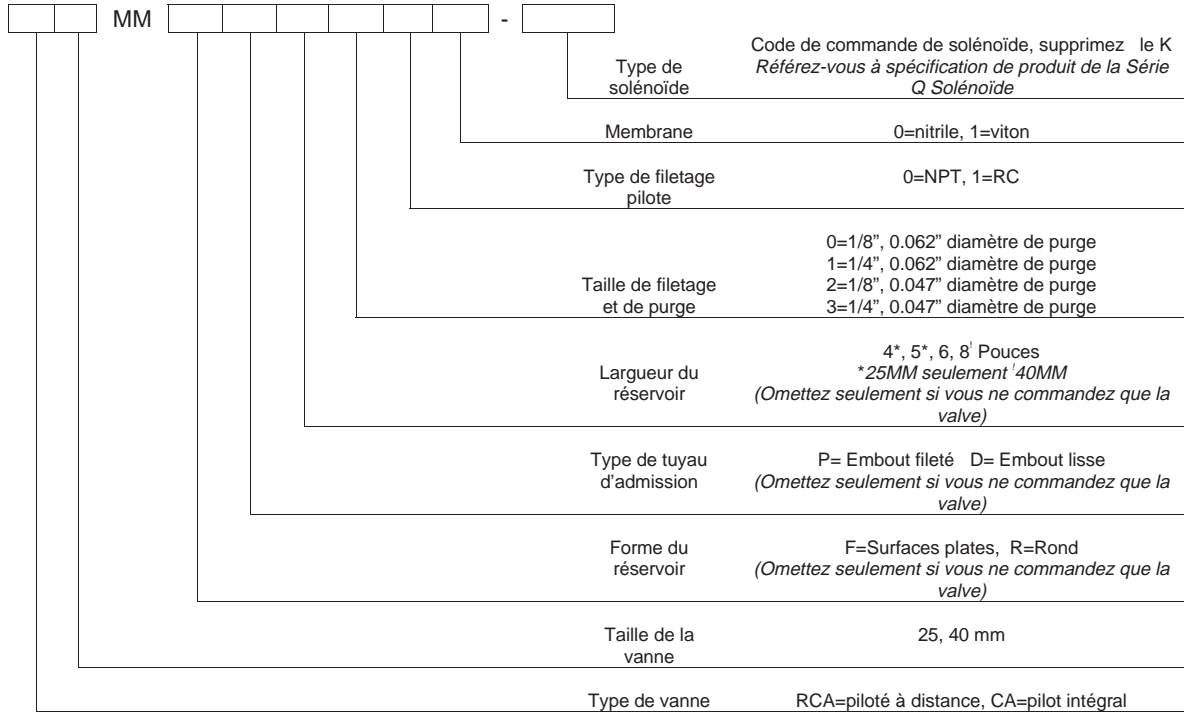 MM -
Code de commande de solénoïde, supprimez le K
Type de Référez-vous à spécification de produit de la Série
solénoïde Q Solénoïde
Membrane 0=nitrile, 1=viton
Type de filetage 0=NPT, 1=RC
pilote
0=1/8”, 0.062” diamètre de purge
1=1/4”, 0.062” diamètre de purge
Taille de filetage 2=1/8”, 0.047” diamètre de purge
et de purge 3=1/4”, 0.047” diamètre de purge
4*, 5*, 6, 8! Pouces
Largueur du *25MM seulement !40MM
réservoir (Omettez seulement si vous ne commandez que la
valve)
Type de tuyau P= Embout fileté D= Embout lisse
d'admission (Omettez seulement si vous ne commandez que la
valve)
Forme du F=Surfaces plates, R=Rond
réservoir (Omettez seulement si vous ne commandez que la
valve)
Taille de la 25, 40 mm
vanne
Type de vanne RCA=piloté à distance, CA=pilot intégral